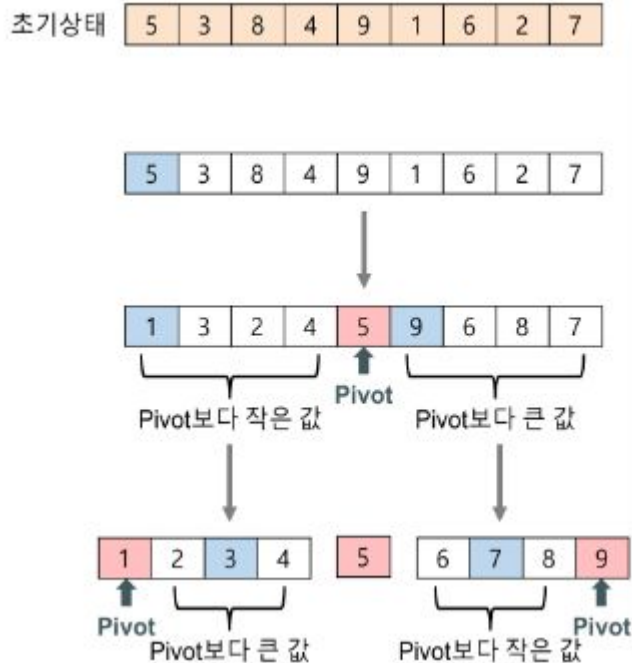 초기상태 5 3 8 4 9 1 6 2 7
5 3 8 4 9 1 6 2 7
1 3 2 4 5 9 6 8 7
Pivot
Pivot보다 작은 값 Pivot보다 큰 값
1 2 3 4 5 6 7 8 9
Pivot Pivot
Pivot보다 큰 값 Pivot보다 작은 값